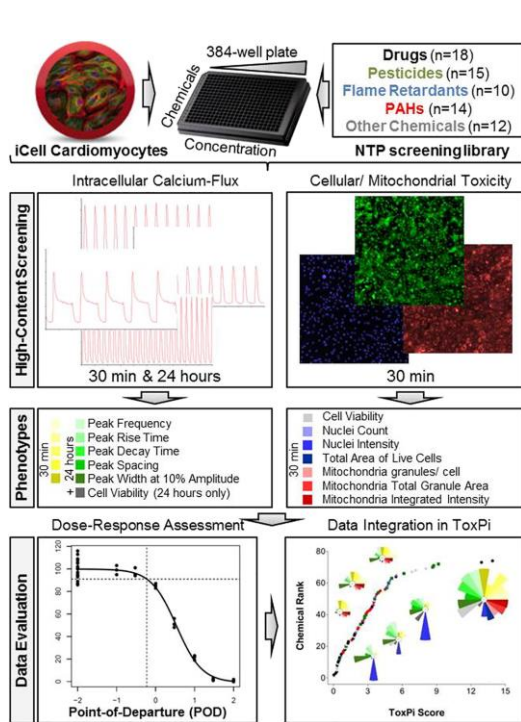 384-well plate
Chemicals
Concentration
Drugs (n=18)
Pesticides (n=15)
Flame Retardants (n=10)
PAHs (n=14)
Other Chemicals (n=12)
iCell Cardiomyocytes
NTP screening library
High-Content Screening
Intracellular Calcium-Flux
30 min & 24 hours
Cellular/ Mitochondrial Toxicity
30 min
Phenotypes
30 min
24 hours
Peak Frequency
Peak Rise Time
Peak Decay Time
Peak Spacing
Peak Width at 10% Amplitude
+ Cell Viability (24 hours only)
30 min
Cell Viability
Nuclei Count
Nuclei Intensity
Total Area of Live Cells
Mitochondria granules/ cell
Mitochondria Total Granule Area
Mitochondria Integrated Intensity
Data Evaluation
Dose-Response Assessment
120
100
80
60
40
20
0
-2 -1 0 1 2
Point-of-Departure (POD)
Data Integration in ToxPi
Chemical Rank
80
60
40
20
0
0 3 6 9 12 15
ToxPi Score